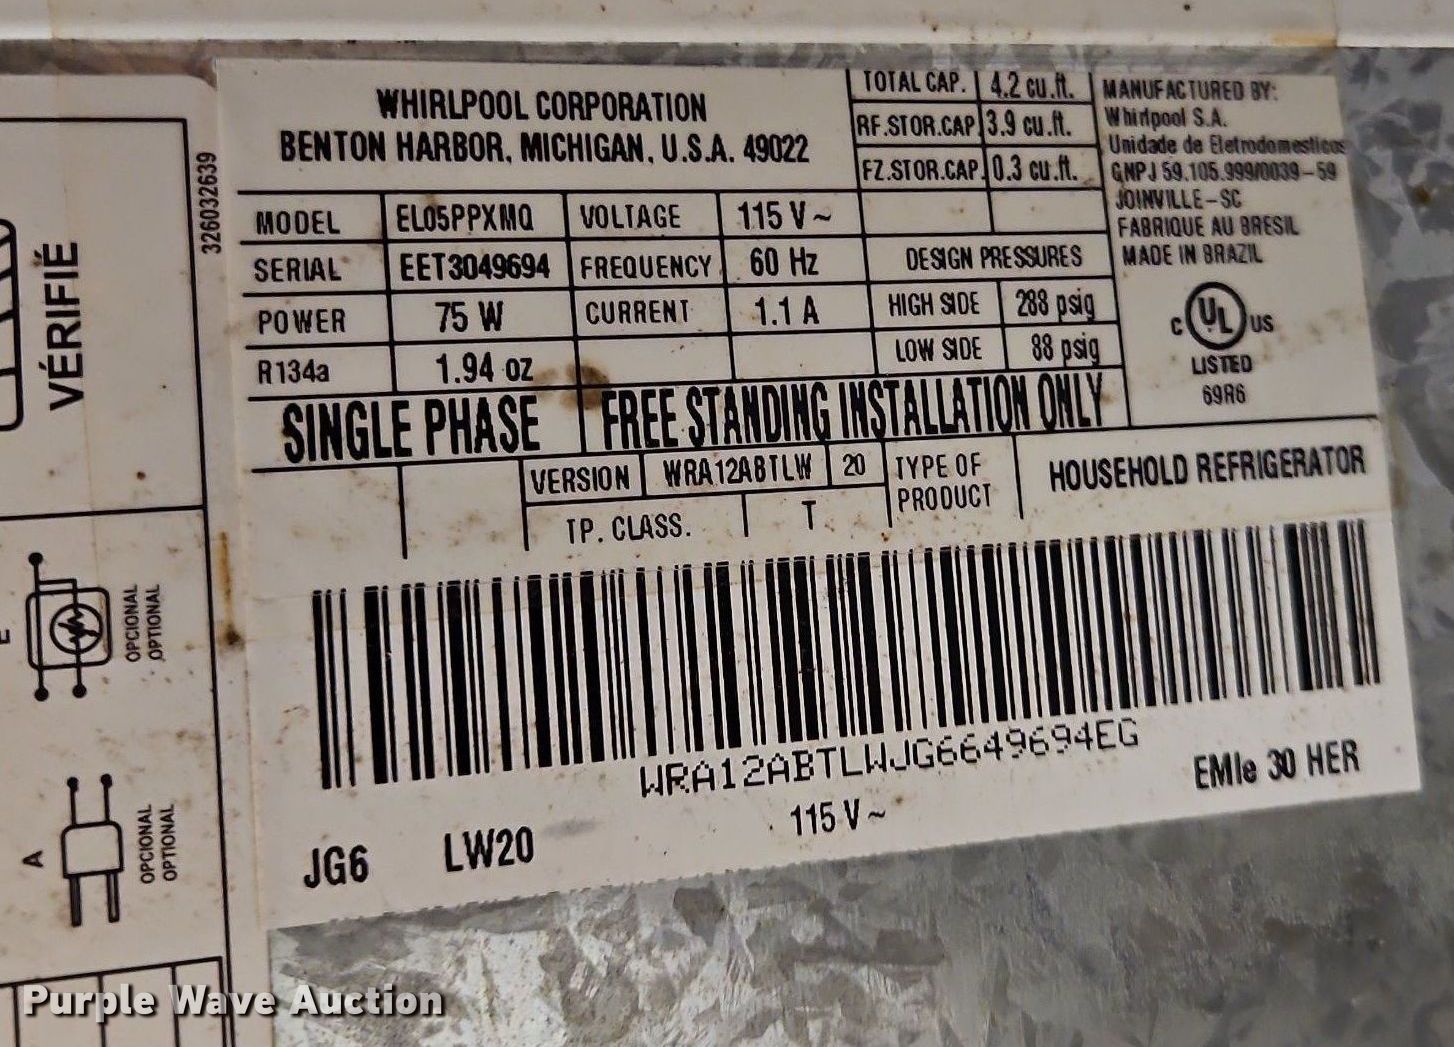 VÉRIFIÉ
326032639
WHIRLPOOL CORPORATION
BENTON HARBOR, MICHIGAN, U.S.A. 49022
TOTAL CAP. 4.2 cu.ft.
RF.STOR.CAP. 3.9 cu.ft.
FZ.STOR.CAP. 0.3 cu.ft.
MANUFACTURED BY:
Whirlpool S.A.
Unidade de Eletrodomesticos
CNPJ 59.105.999/0039-59
JOINVILLE-SC
FABRIQUE AU BRESIL
MADE IN BRAZIL
MODEL EL05PPXMQ VOLTAGE 115 V~
SERIAL EET3049694 FREQUENCY 60 Hz
POWER 75 W CURRENT 1.1 A
R134a 1.94 oz
DESIGN PRESSURES
HIGH SIDE 288 psig
LOW SIDE 88 psig
C UL US
LISTED
69R6
SINGLE PHASE FREE STANDING INSTALLATION ONLY
VERSION WRA12ABTLW 20
TP. CLASS. T
TYPE OF
PRODUCT
HOUSEHOLD REFRIGERATOR
WRA12ABTLWJG6649694EG
115 V~
EMIe 30 HER
JG6 LW20
E
OPCIONAL
OPTIONAL
A
OPCIONAL
OPTIONAL
Purple Wave Auction